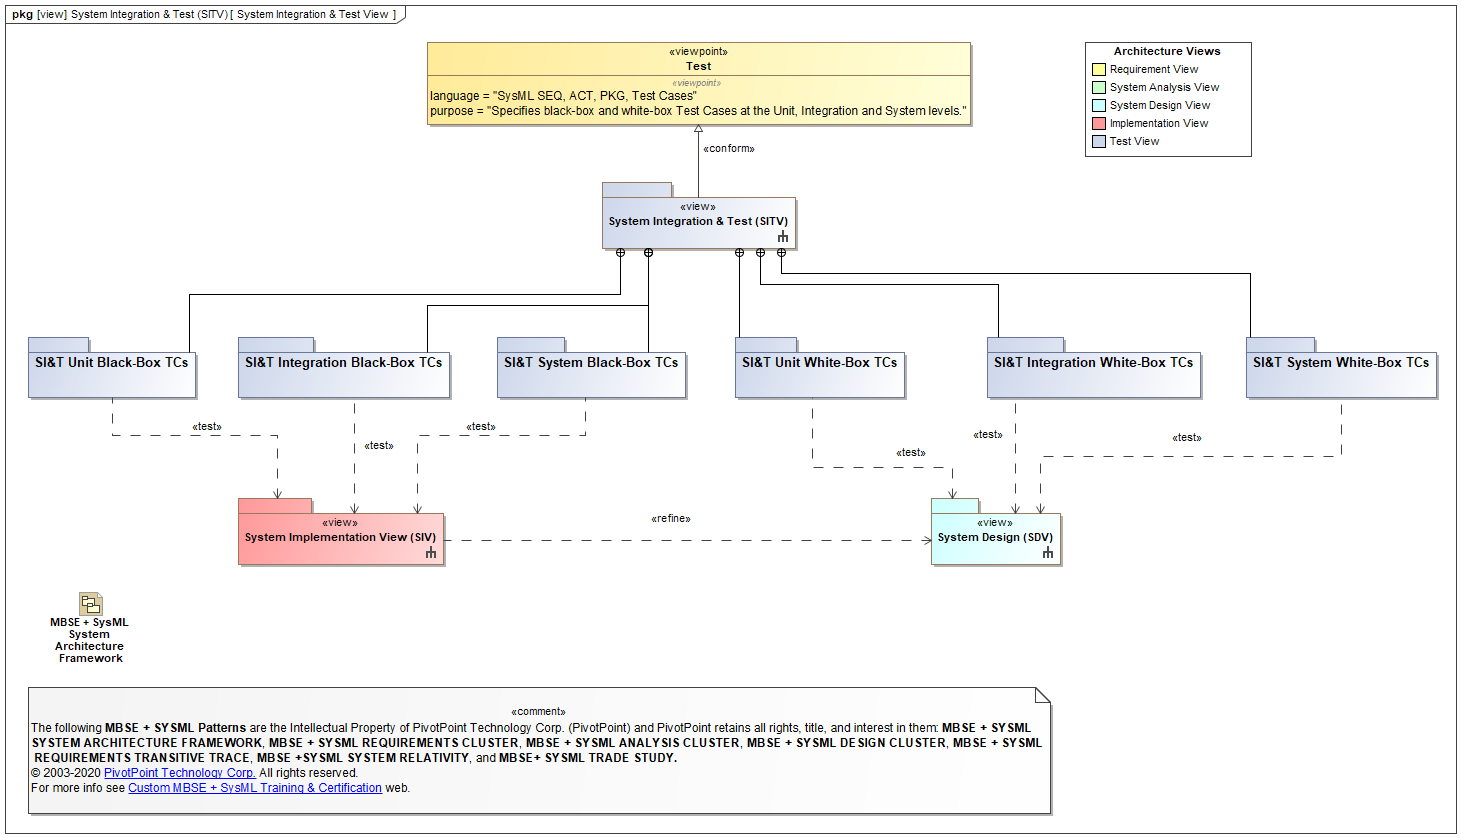 pkg [view] System Integration & Test (SITV) [ System Integration & Test View ]
«viewpoint»
Test
«viewpoint»
language = "SysML SEQ, ACT, PKG, Test Cases"
purpose = "Specifies black-box and white-box Test Cases at the Unit, Integration and System levels."
Architecture Views
Requirement View
System Analysis View
System Design View
Implementation View
Test View
«conform»
«view»
System Integration & Test (SITV)
SI&T Unit Black-Box TCs
SI&T Integration Black-Box TCs
SI&T System Black-Box TCs
SI&T Unit White-Box TCs
SI&T Integration White-Box TCs
SI&T System White-Box TCs
«test»
«test»
«test»
«test»
«test»
«test»
«view»
System Implementation View (SIV)
«refine»
«view»
System Design (SDV)
MBSE + SysML
System
Architecture
Framework
«comment»
The following MBSE + SYSML Patterns are the Intellectual Property of PivotPoint Technology Corp. (PivotPoint) and PivotPoint retains all rights, title, and interest in them: MBSE + SYSML
SYSTEM ARCHITECTURE FRAMEWORK, MBSE + SYSML REQUIREMENTS CLUSTER, MBSE + SYSML ANALYSIS CLUSTER, MBSE + SYSML DESIGN CLUSTER, MBSE + SYSML
REQUIREMENTS TRANSITIVE TRACE, MBSE +SYSML SYSTEM RELATIVITY, and MBSE+ SYSML TRADE STUDY.
© 2003-2020 PivotPoint Technology Corp. All rights reserved.
For more info see Custom MBSE + SysML Training & Certification web.